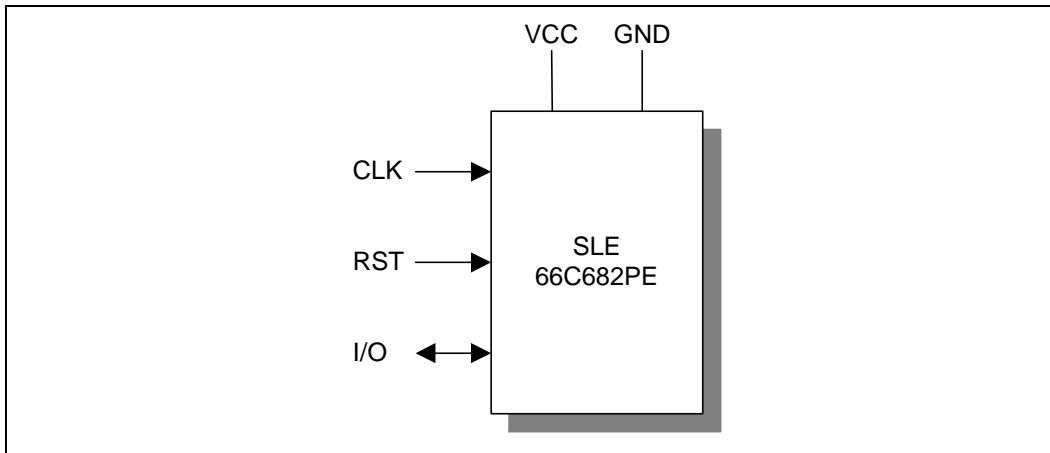 VCC GND
CLK
RST
SLE
66C682PE
I/O